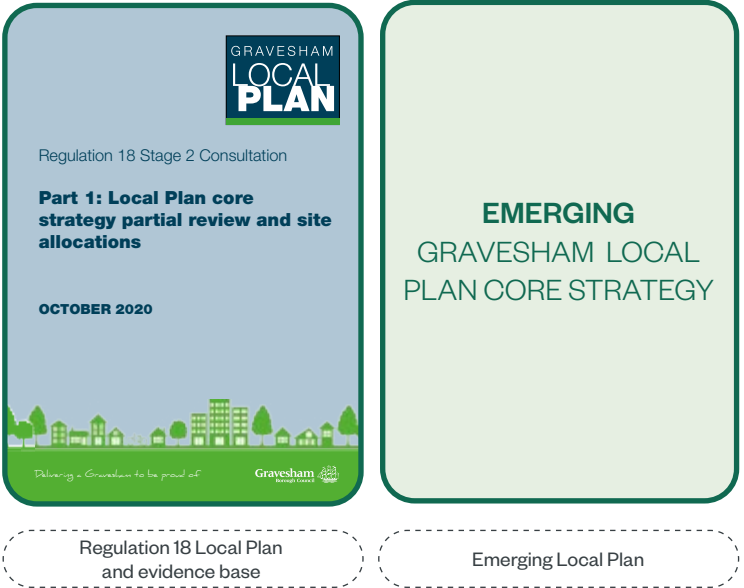 GRAVESHAM
LOCAL
PLAN
Regulation 18 Stage 2 Consultation
Part 1: Local Plan core
strategy partial review and site
allocations
OCTOBER 2020
Delivering a Gravesham to be proud of
Gravesham
Borough Council
EMERGING
GRAVESHAM LOCAL
PLAN CORE STRATEGY
Regulation 18 Local Plan
and evidence base
Emerging Local Plan